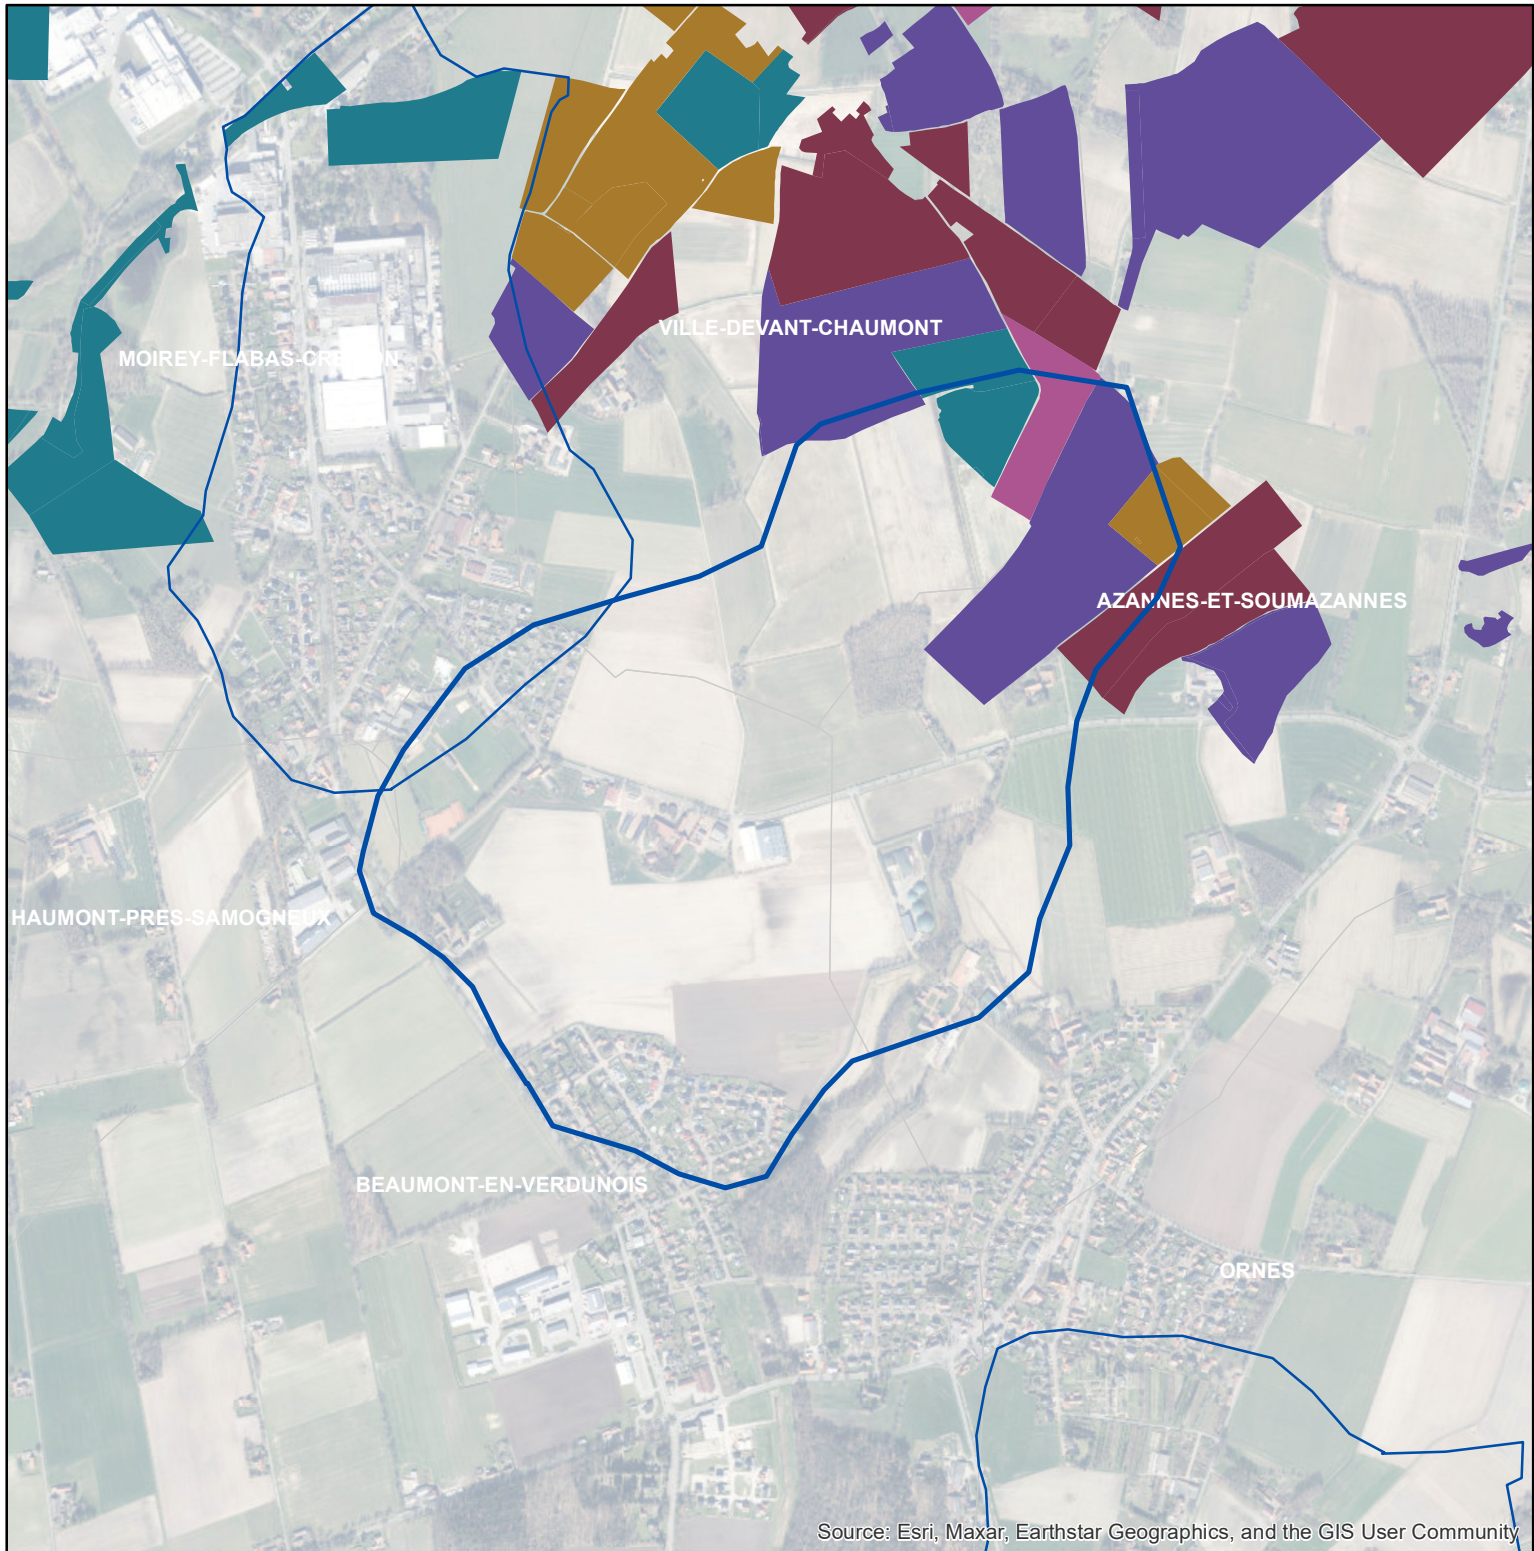 VILLE-DEVANT-CHAUMONT
MOIREY-FLABAS-CREPION
AZANNES-ET-SOUMAZANNES
HAUMONT-PRES-SAMOGNEUX
BEAUMONT-EN-VERDUNOIS
ORNES
Source: Esri, Maxar, Earthstar Geographics, and the GIS User Community